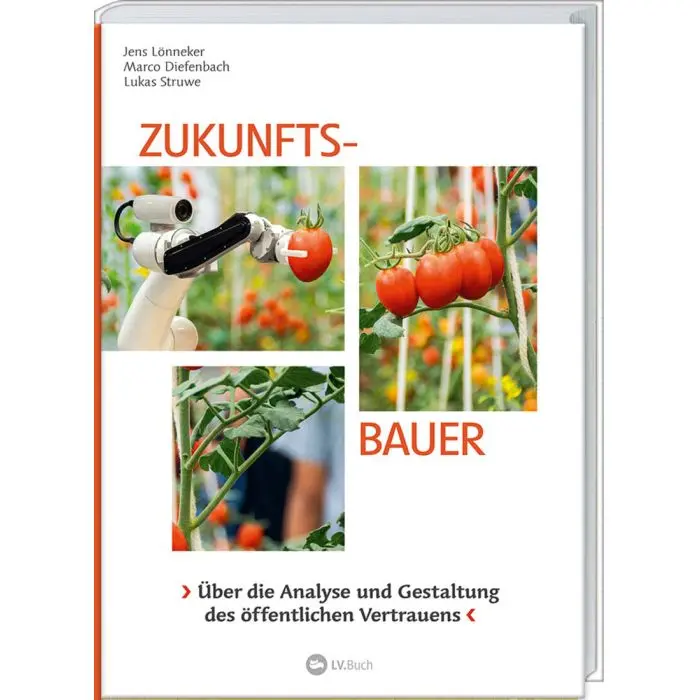 Jens Lönneker
Marco Diefenbach
Lukas Struwe
ZUKUNFTS-
BAUER
› Über die Analyse und Gestaltung
des öffentlichen Vertrauens ‹
LV.Buch